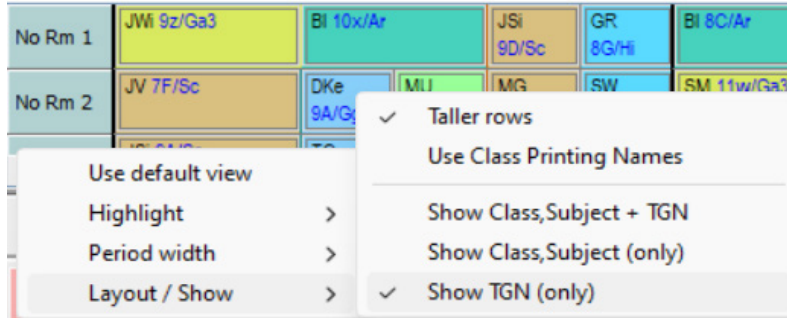 No Rm 1
JWi 9z/Ga3
BI 10x/Ar
JSi
9D/Sc
GR
8G/Hi
BI 8C/Ar
No Rm 2
JV 7F/Sc
DKe
MU
MG
SW
SM 11w/Ga3
Use default view
Highlight
Period width
Layout / Show
Taller rows
Use Class Printing Names
Show Class,Subject + TGN
Show Class,Subject (only)
Show TGN (only)